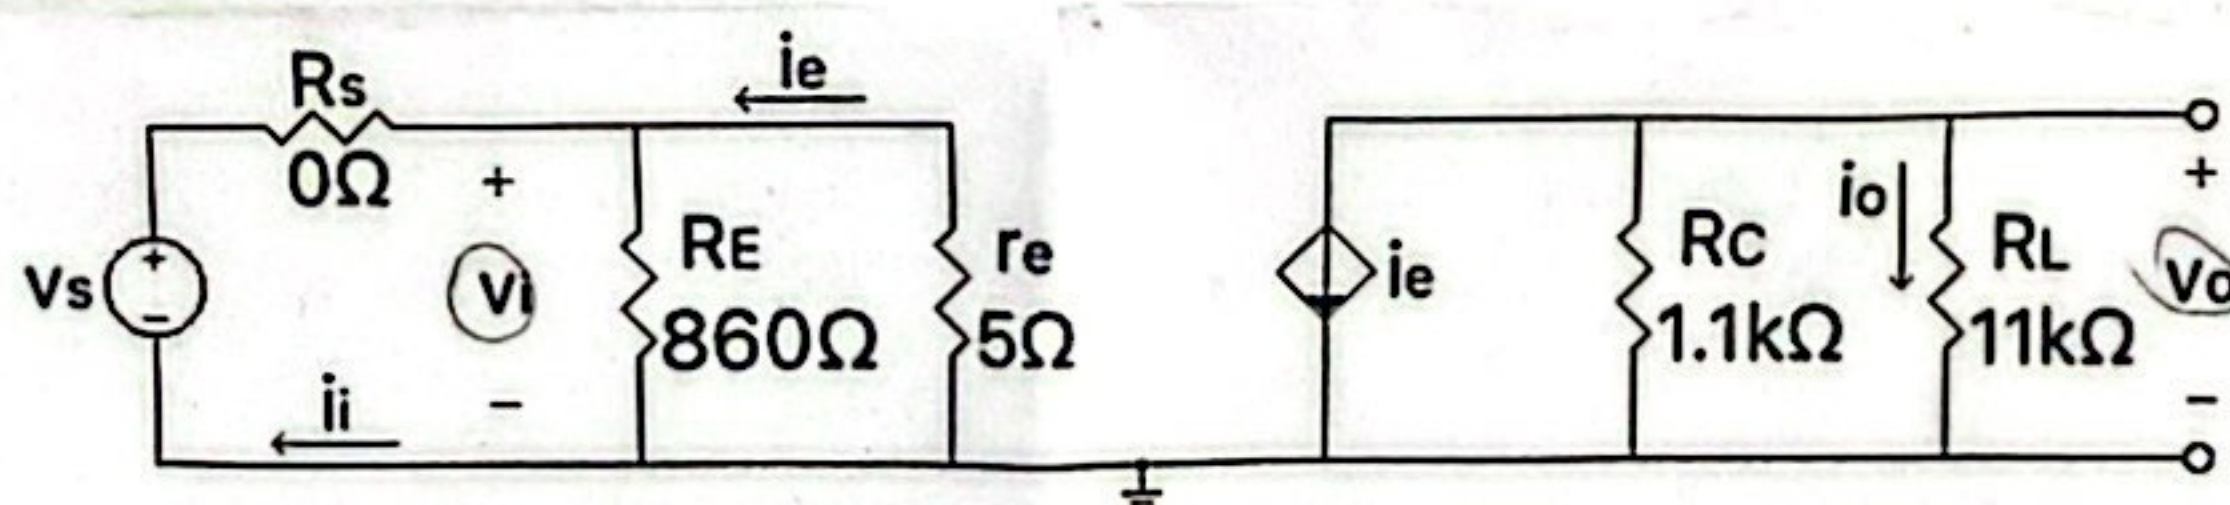 Rs
0Ω
ie
+
Vs
+
-
Vi
RE
860Ω
re
5Ω
-
ii
ie
RC
1.1kΩ
io
RL
11kΩ
+
Vo
-